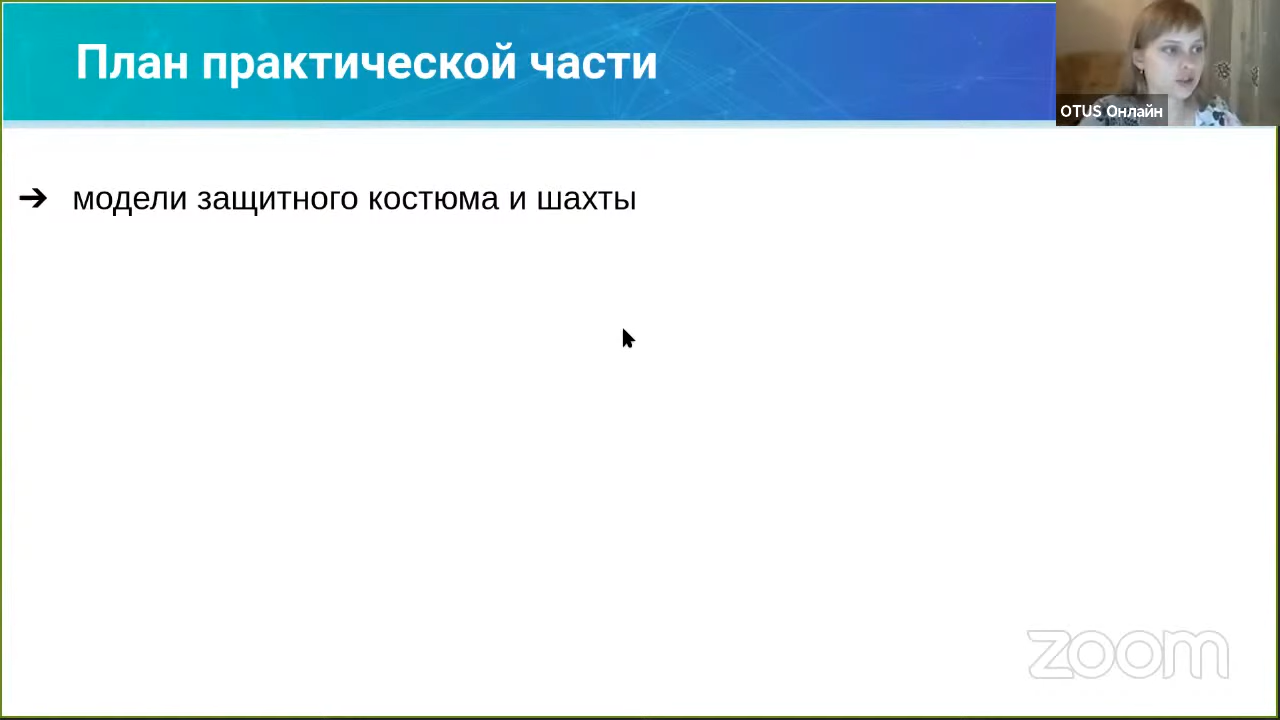 План практической части
OTUS Онлайн
➔ модели защитного костюма и шахты
zoom